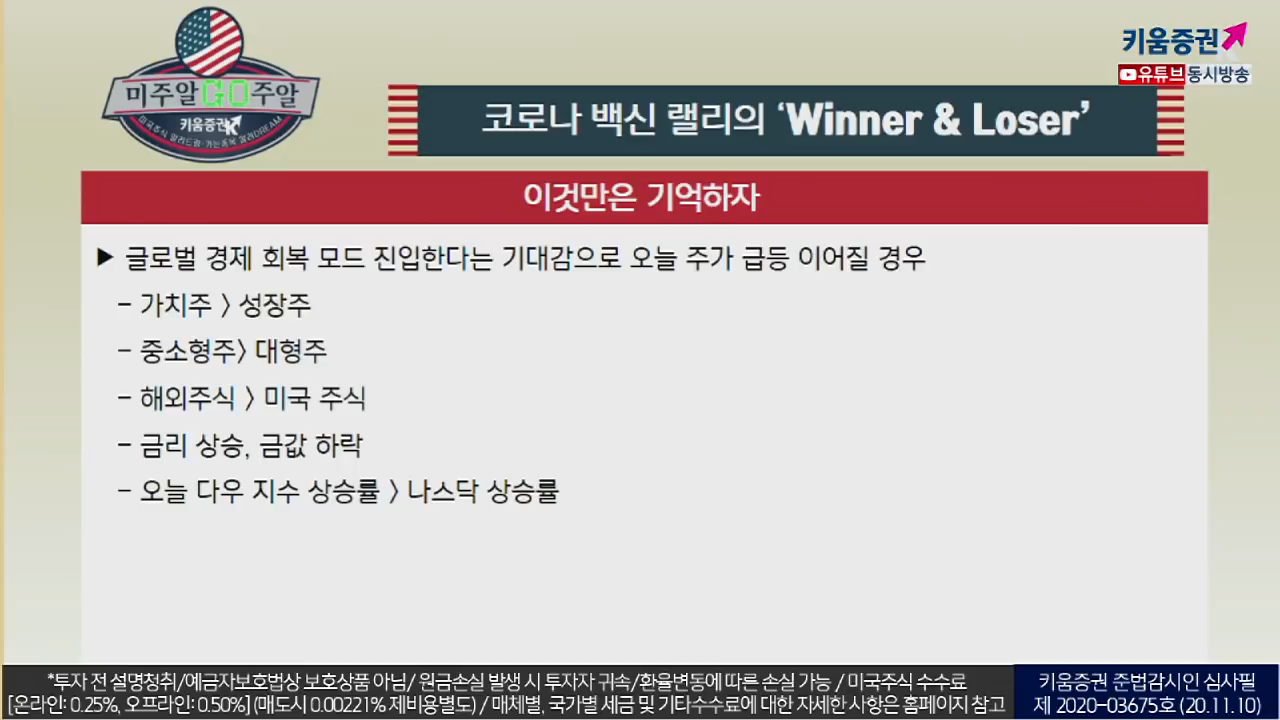 키움증권
유튜브 동시방송
미주알GO주알
키움증권
코로나 백신 랠리의 ‘Winner & Loser’
이것만은 기억하자
▶ 글로벌 경제 회복 모드 진입한다는 기대감으로 오늘 주가 급등 이어질 경우
- 가치주 > 성장주
- 중소형주> 대형주
- 해외주식 > 미국 주식
- 금리 상승, 금값 하락
- 오늘 다우 지수 상승률 > 나스닥 상승률
*투자 전 설명청취/예금자보호법상 보호상품 아님/ 원금손실 발생 시 투자자 귀속/환율변동에 따른 손실 가능 / 미국주식 수수료
[온라인: 0.25%, 오프라인: 0.50%] (매도시 0.00221% 제비용별도) / 매체별, 국가별 세금 및 기타수수료에 대한 자세한 사항은 홈페이지 참고
키움증권 준법감시인 심사필
제 2020-03675호 (20.11.10)